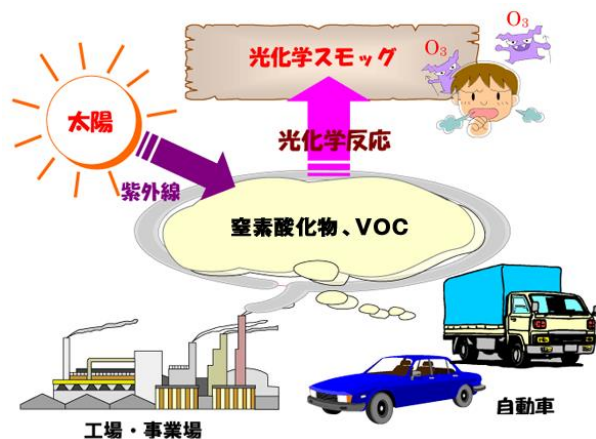 O₃
O₃
光化学スモッグ
太陽
光化学反応
紫外線
窒素酸化物、VOC
自動車
工場・事業場